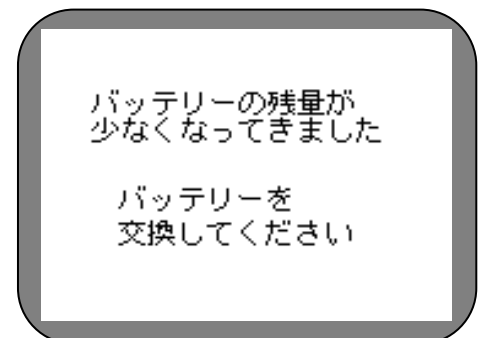 バッテリーの残量が
少なくなってきました
バッテリーを
交換してください